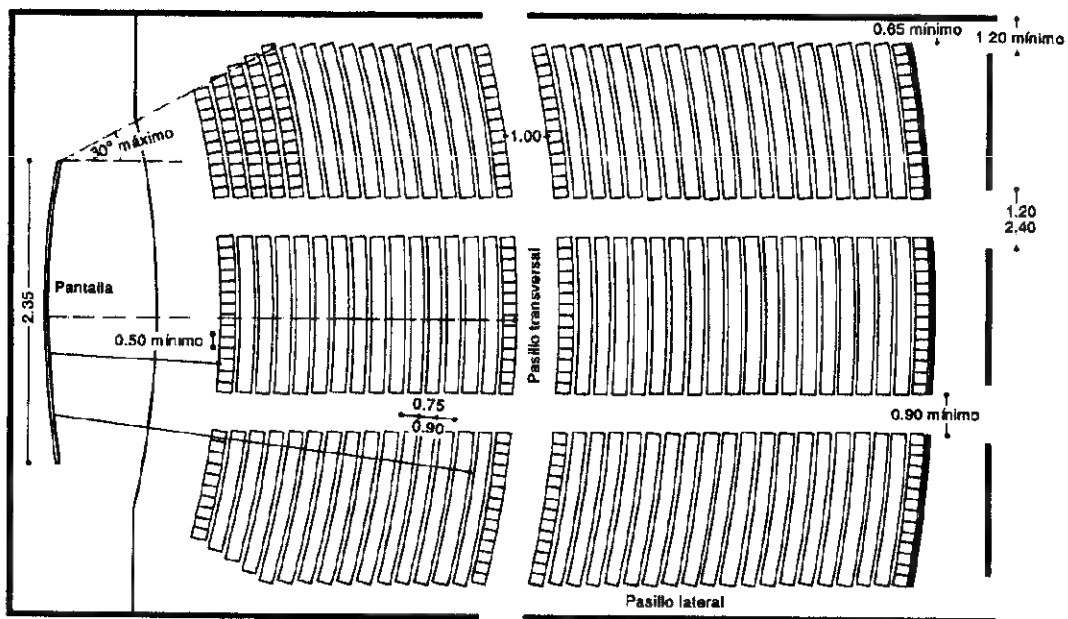 0.65 mínimo
1.20 mínimo
30° máximo
1.00
1.20
2.40
Pantalla
2.35
Pasillo transversal
0.50 mínimo
0.75
0.90
0.90 mínimo
Pasillo lateral